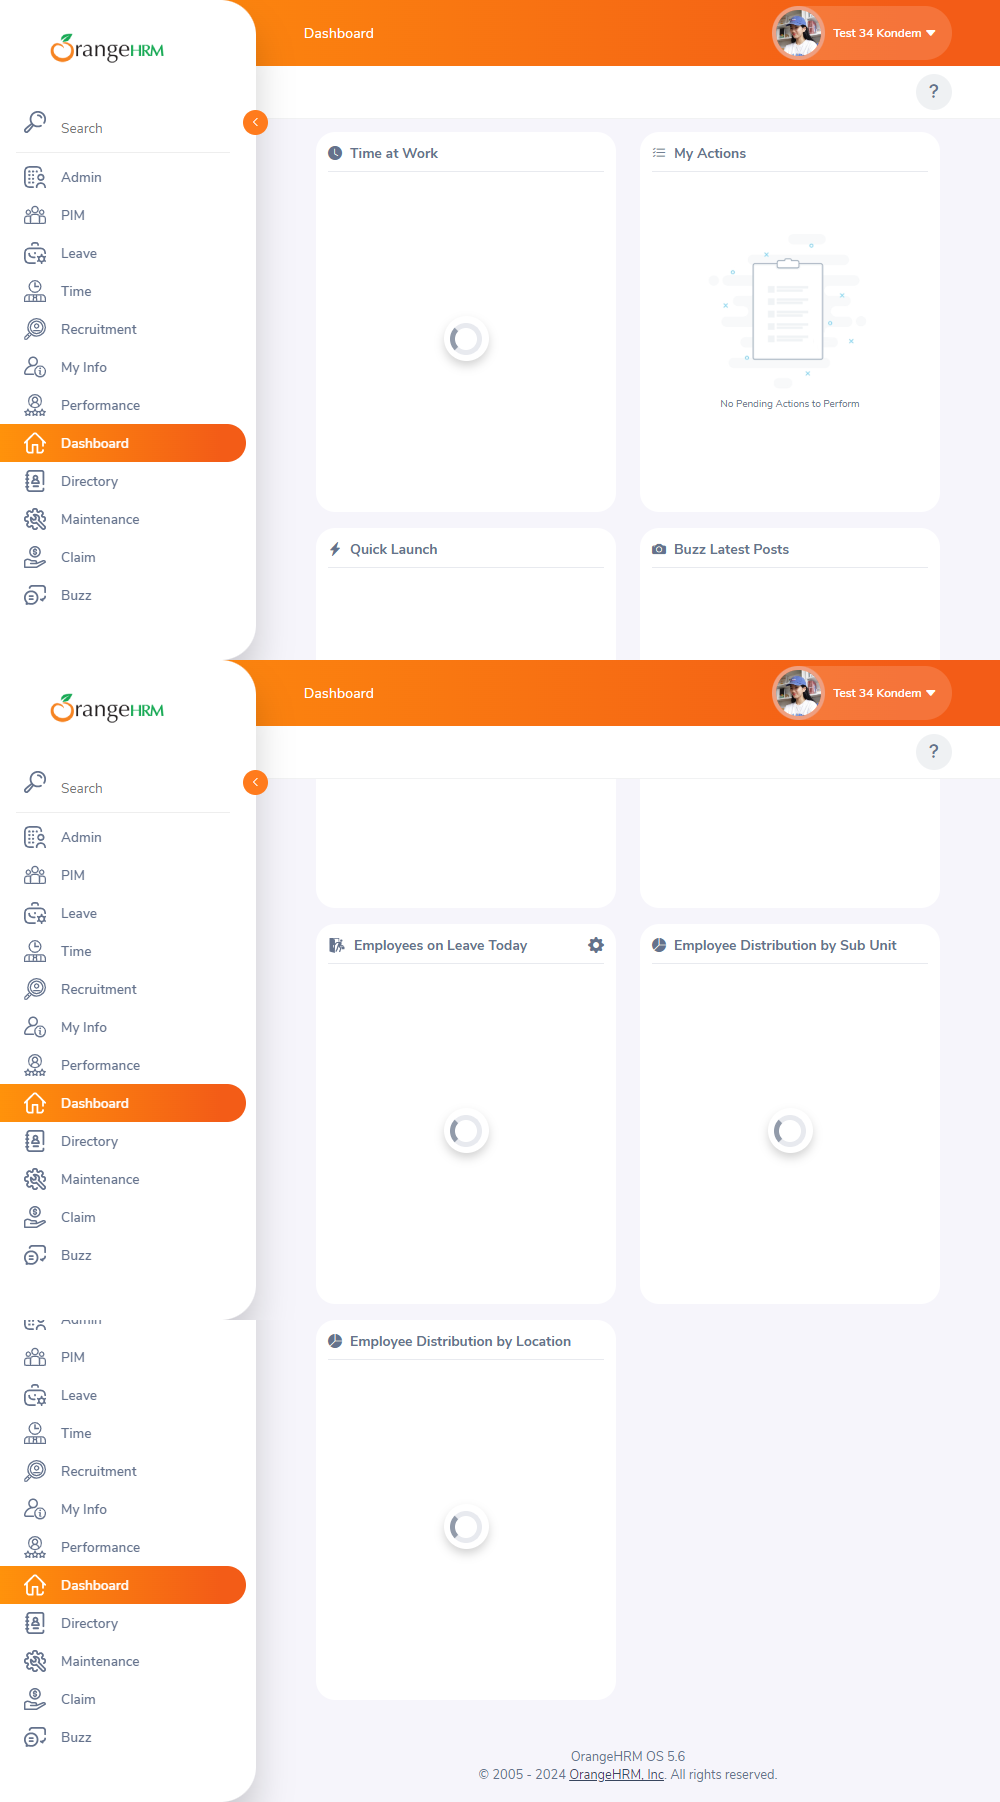 OrangeHRM
Dashboard
Test 34 Kondem
?
Search
Admin
PIM
Leave
Time
Recruitment
My Info
Performance
Dashboard
Directory
Maintenance
Claim
Buzz
Time at Work
My Actions
No Pending Actions to Perform
Quick Launch
Buzz Latest Posts
OrangeHRM
Dashboard
Test 34 Kondem
?
Search
Admin
PIM
Leave
Time
Recruitment
My Info
Performance
Dashboard
Directory
Maintenance
Claim
Buzz
Employees on Leave Today
Employee Distribution by Sub Unit
Admin
PIM
Leave
Time
Recruitment
My Info
Performance
Dashboard
Directory
Maintenance
Claim
Buzz
Employee Distribution by Location
OrangeHRM OS 5.6
© 2005 - 2024 OrangeHRM, Inc. All rights reserved.